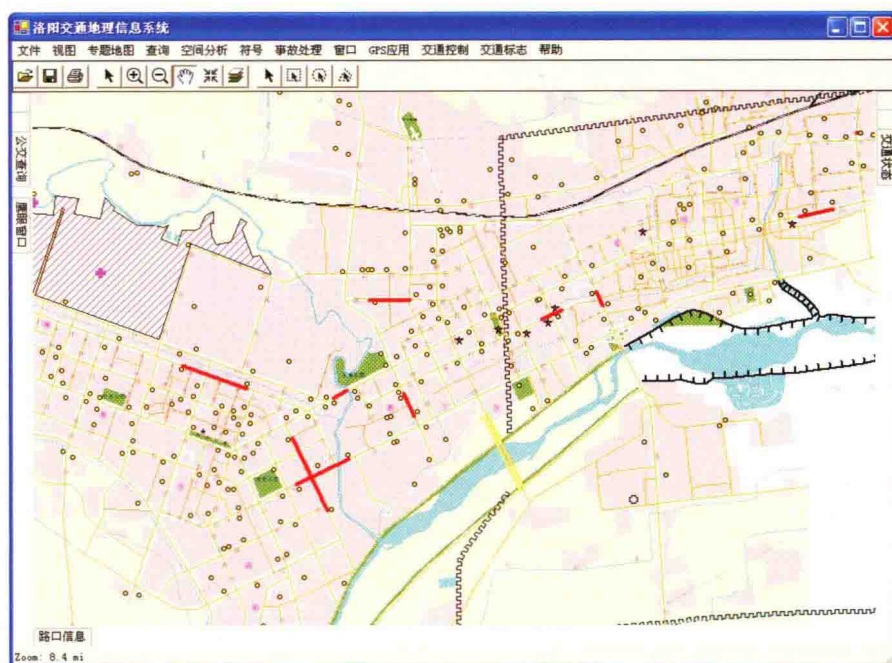 洛阳交通地理信息系统
文件 视图 专题地图 查询 空间分析 符号 事故处理 窗口 GPS应用 交通控制 交通标志 帮助
公交查询
鹰眼窗口
交通状态
路口信息
Zoom: 8.4 mi